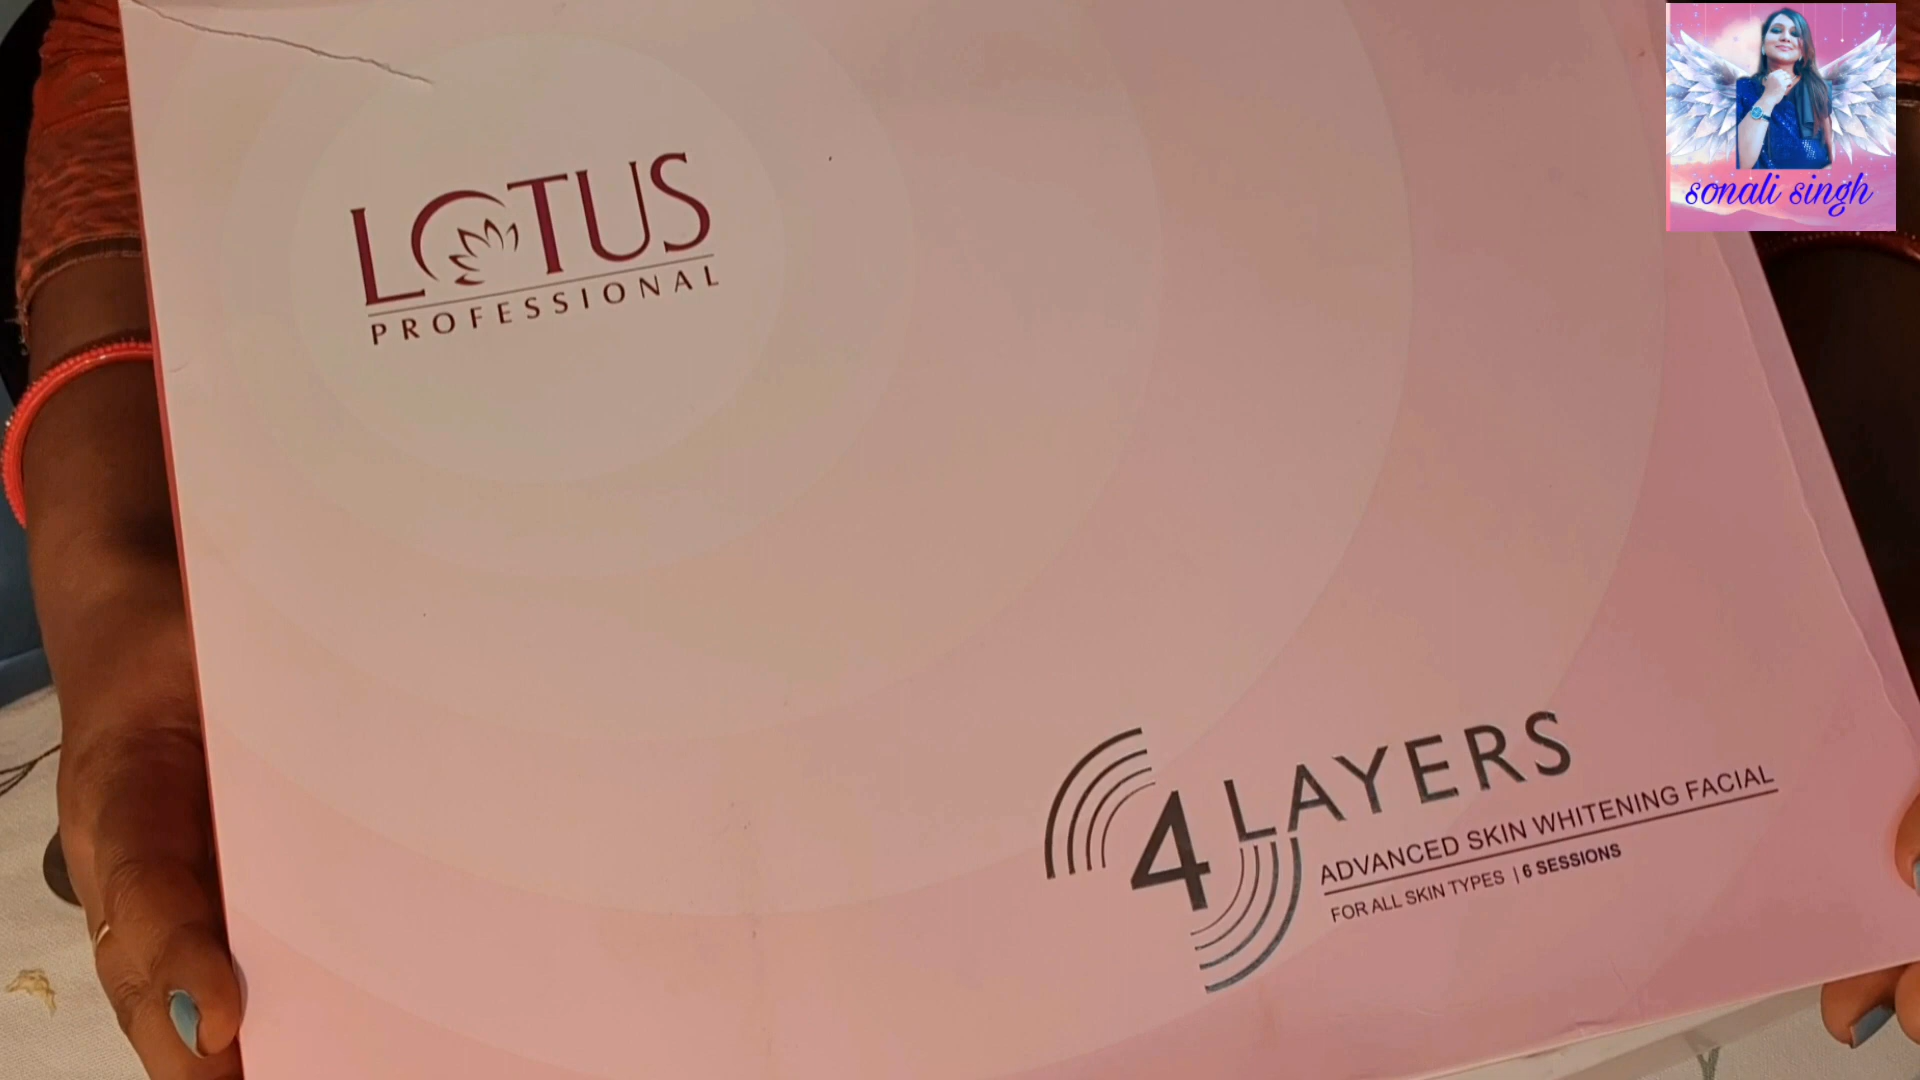 LOTUS
PROFESSIONAL
sonali singh
4 LAYERS
ADVANCED SKIN WHITENING FACIAL
FOR ALL SKIN TYPES | 6 SESSIONS